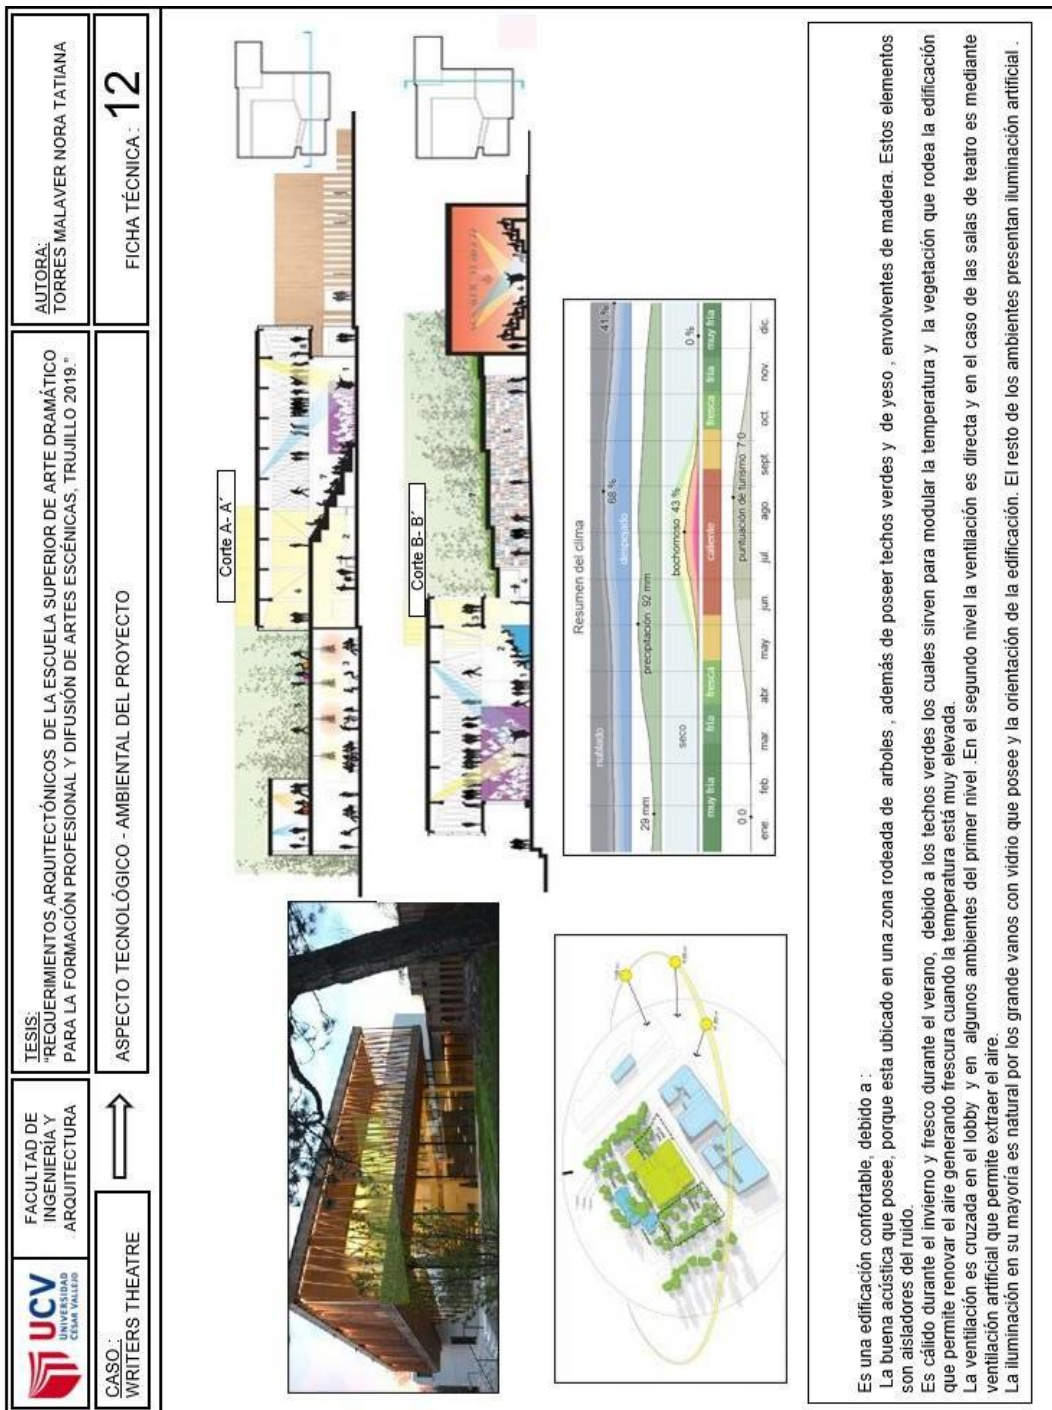 UCV
UNIVERSIDAD
CESAR VALLEJO
FACULTAD DE
INGENIERÍA Y
ARQUITECTURA
TESIS:
"REQUERIMIENTOS ARQUITECTÓNICOS DE LA ESCUELA SUPERIOR DE ARTE DRAMÁTICO
PARA LA FORMACIÓN PROFESIONAL Y DIFUSIÓN DE ARTES ESCÉNICAS, TRUJILLO 2019."
AUTORA:
TORRES MALAVER NORA TATIANA
CASO :
WRITERS THEATRE
ASPECTO TECNOLÓGICO - AMBIENTAL DEL PROYECTO
FICHA TÉCNICA : 12
Corte A- A´
Corte B- B´
Resumen del clima
nublado
68 %
41 %
despejado
29 mm
precipitación: 92 mm
seco
bochornoso: 43 %
0 %
muy fría
fría
fresca
caliente
fresca
fría
muy fría
0.0
puntuación de turismo: 7.0
ene.
feb.
mar.
abr.
may.
jun.
jul.
ago.
sept.
oct.
nov.
dic.
Es una edificación confortable, debido a :
La buena acústica que posee, porque esta ubicado en una zona rodeada de arboles , además de poseer techos verdes y de yeso , envolventes de madera. Estos elementos
son aisladores del ruido.
Es cálido durante el invierno y fresco durante el verano, debido a los techos verdes los cuales sirven para modular la temperatura y la vegetación que rodea la edificación
que permite renovar el aire generando frescura cuando la temperatura está muy elevada.
La ventilación es cruzada en el lobby y en algunos ambientes del primer nivel .En el segundo nivel la ventilación es directa y en el caso de las salas de teatro es mediante
ventilación artificial que permite extraer el aire.
La iluminación en su mayoría es natural por los grande vanos con vidrio que posee y la orientación de la edificación. El resto de los ambientes presentan iluminación artificial .